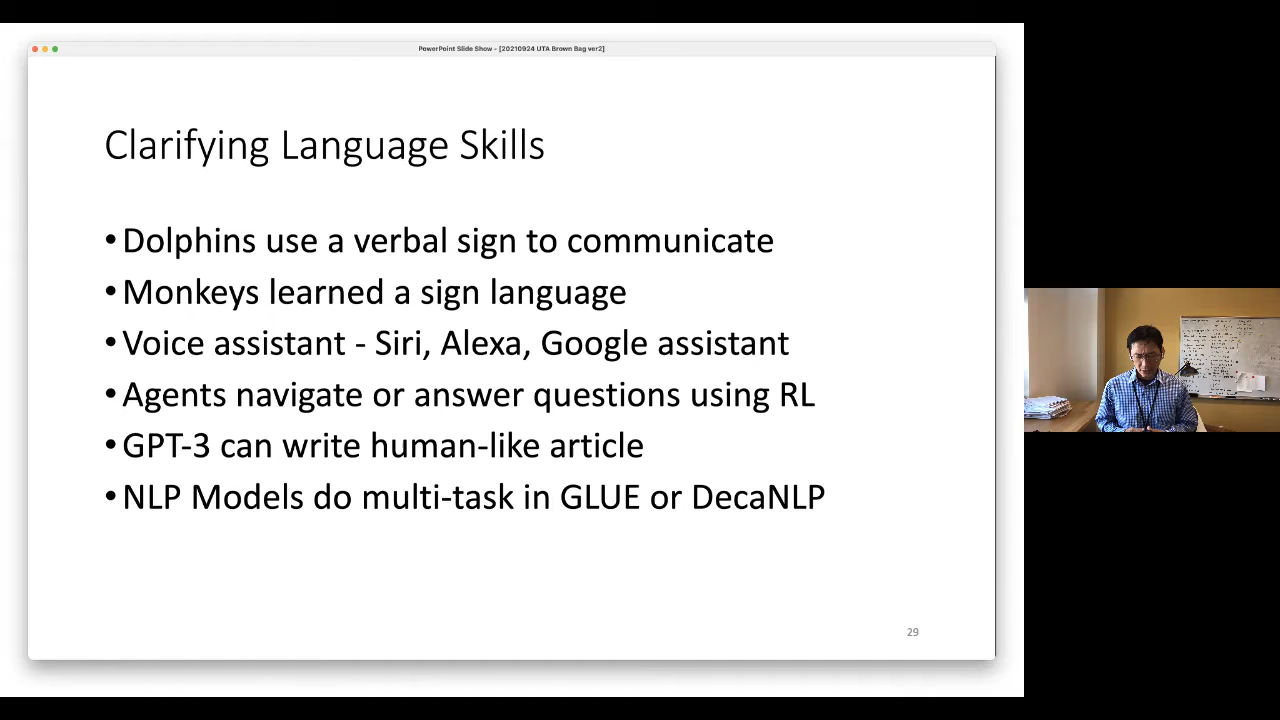 PowerPoint Slide Show - [20210924 UTA Brown Bag ver2]
Clarifying Language Skills
•Dolphins use a verbal sign to communicate
•Monkeys learned a sign language
•Voice assistant - Siri, Alexa, Google assistant
•Agents navigate or answer questions using RL
•GPT-3 can write human-like article
•NLP Models do multi-task in GLUE or DecaNLP
29